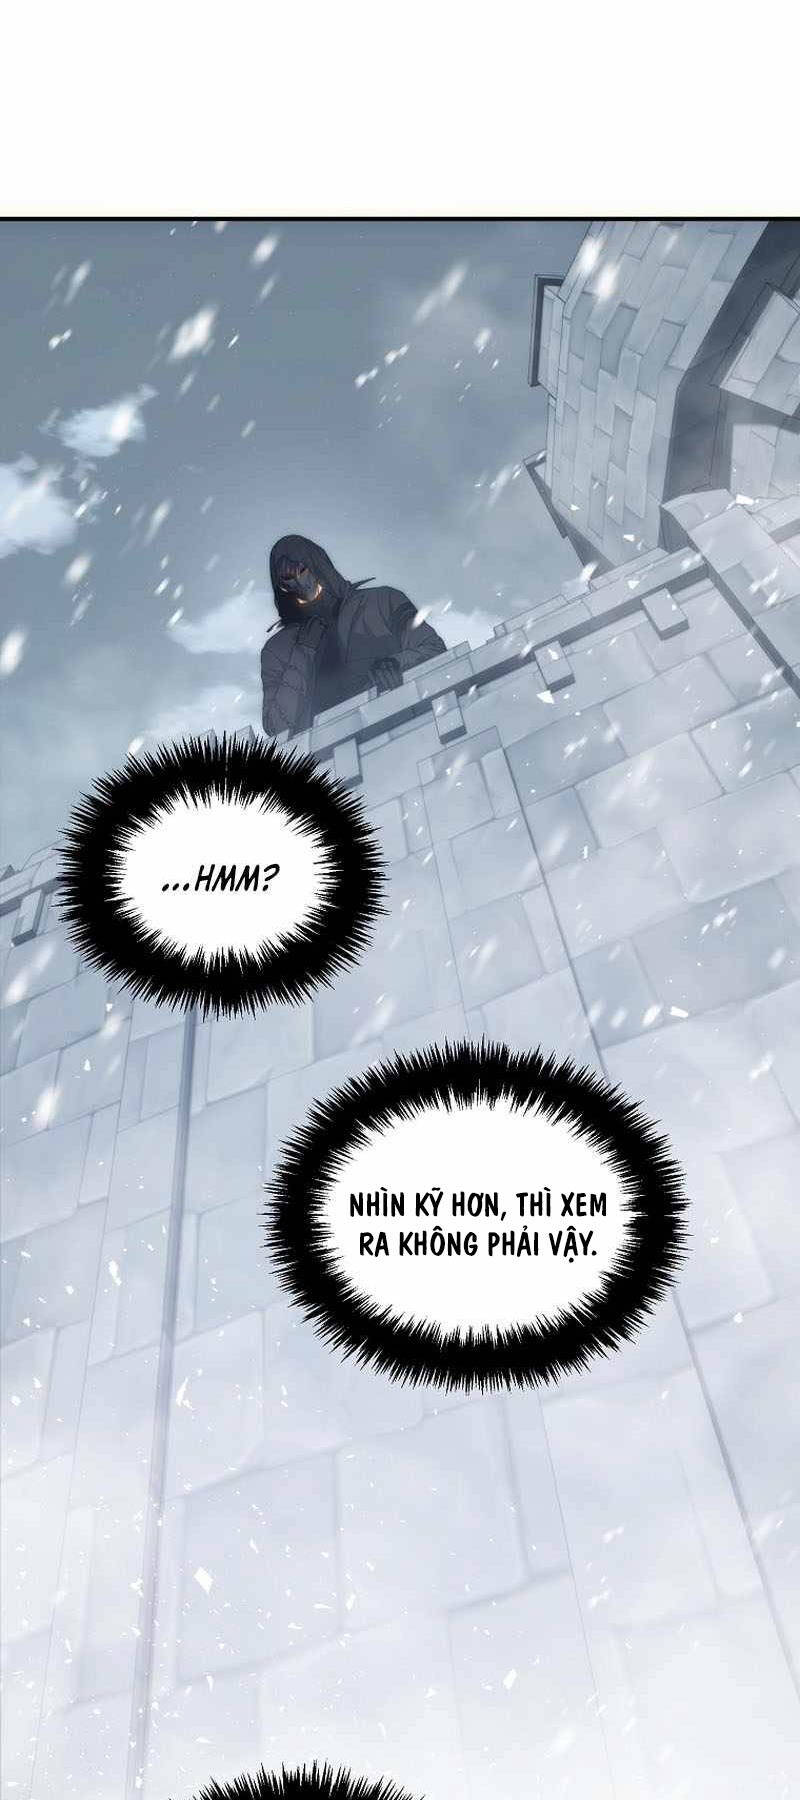 ...HMM?
NHÌN KỸ HƠN, THÌ XEM
RA KHÔNG PHẢI VẬY.